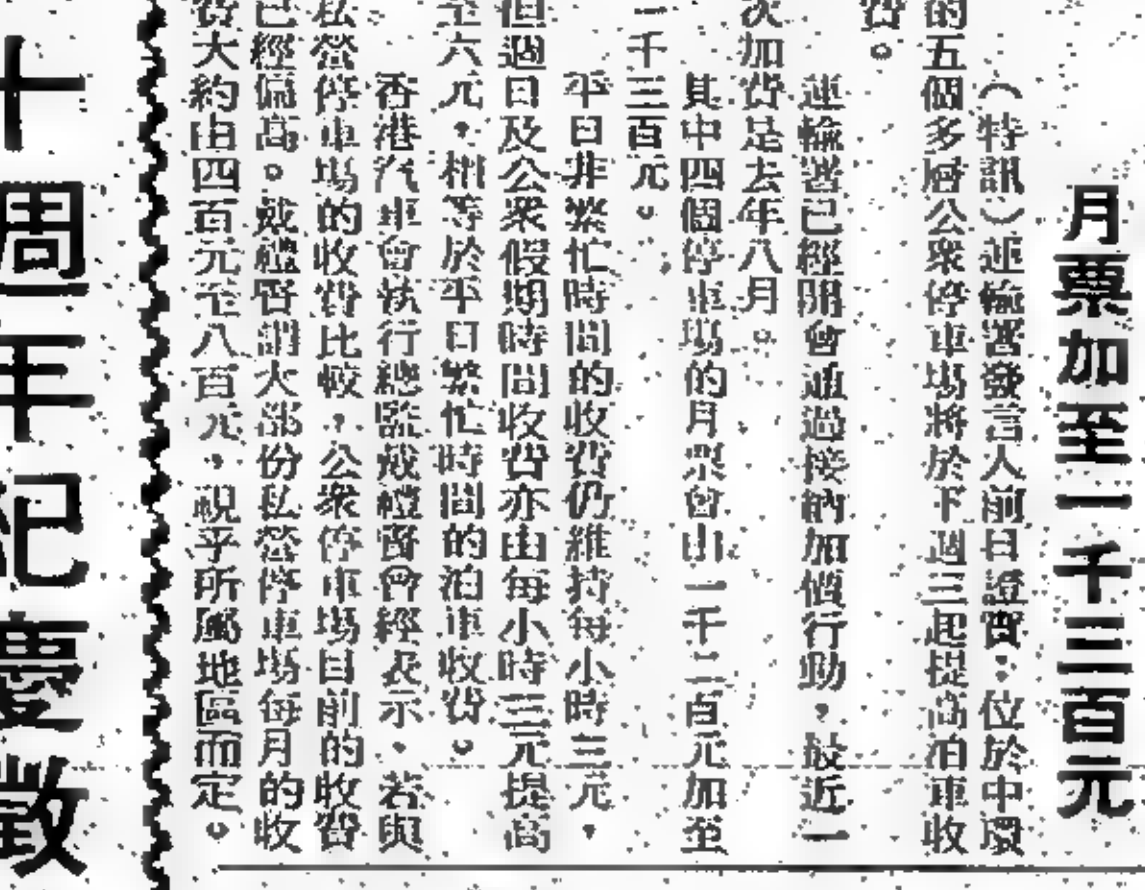 月票加至一千三百元
（特訊）運輸署發言人前日證實：位於中環
的五個多層公衆停車場將於下週三起提高泊車收
費。
運輸署已經開會通過接納加價行動，最近一
次加費是去年八月。
其中四個停車場的月票會由一千二百元加至
一千三百元。
平日非繁忙時間的收費仍維持每小時三元，
但週日及公衆假期時間收費亦由每小時三元提高
至六元，相等於平日繁忙時間的泊車收費。
香港汽車會執行總監戴禮賢曾經表示，若與
私營停車場的收費比較，公衆停車場目前的收費
已經偏高。戴禮賢謂大部份私營停車場每月的收
費大約由四百元至八百元，視乎所屬地區而定。
十週年紀慶徵